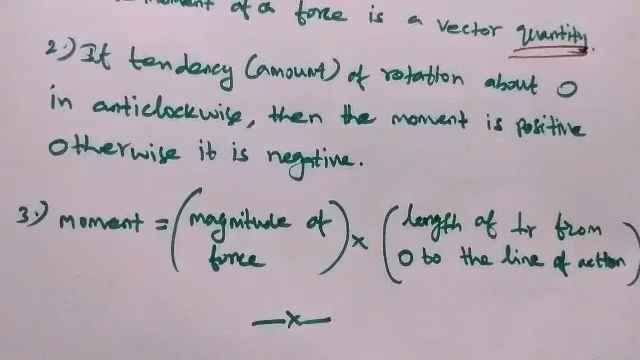 moment of a force is a vector quantity.
2.) If tendency (amount) of rotation about O
in anticlockwise, then the moment is positive
Otherwise it is negative.
3.) moment = (magnitude of force) × (length of ⊥r from O to the line of action)
—×—